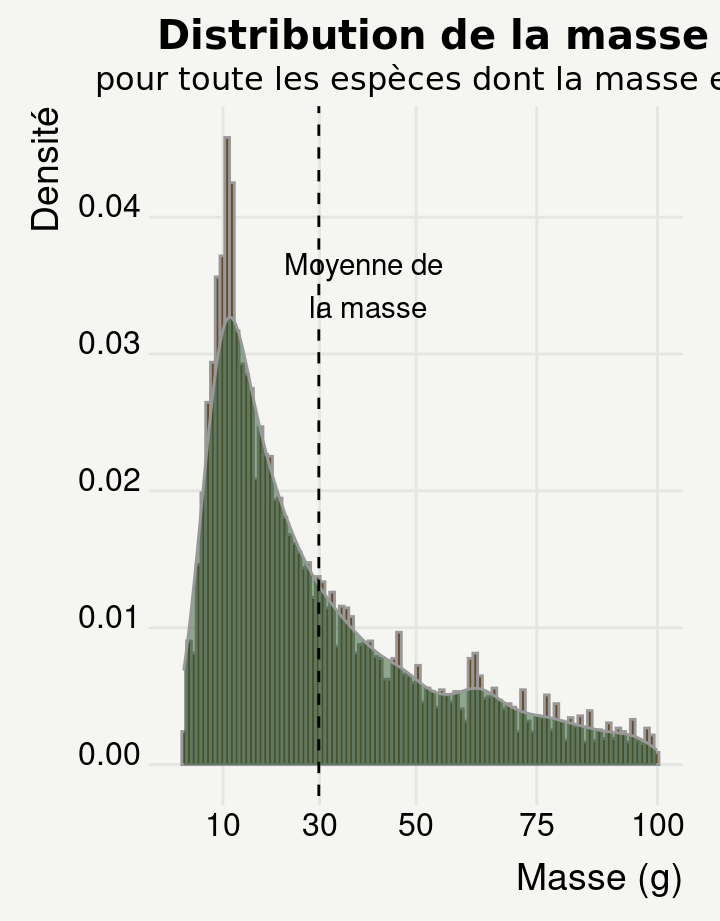 Distribution de la masse
pour toute les espèces dont la masse
Densité
0.04
Moyenne de
la masse
0.03
0.02
0.01
0.00
10 30 50 75 100
Masse (g)